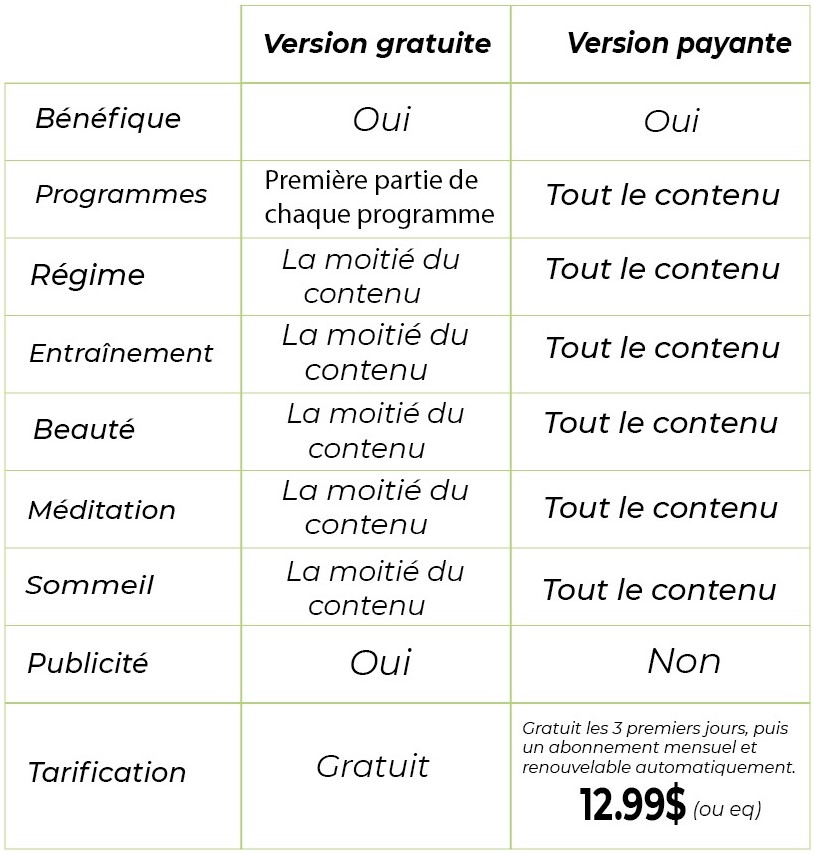 Version gratuite
Version payante
Bénéfique
Oui
Oui
Programmes
Première partie de
chaque programme
Tout le contenu
Régime
La moitié du
contenu
Tout le contenu
Entraînement
La moitié du
contenu
Tout le contenu
Beauté
La moitié du
contenu
Tout le contenu
Méditation
La moitié du
contenu
Tout le contenu
Sommeil
La moitié du
contenu
Tout le contenu
Publicité
Oui
Non
Tarification
Gratuit
Gratuit les 3 premiers jours, puis
un abonnement mensuel et
renouvelable automatiquement.
12.99$ (ou eq)